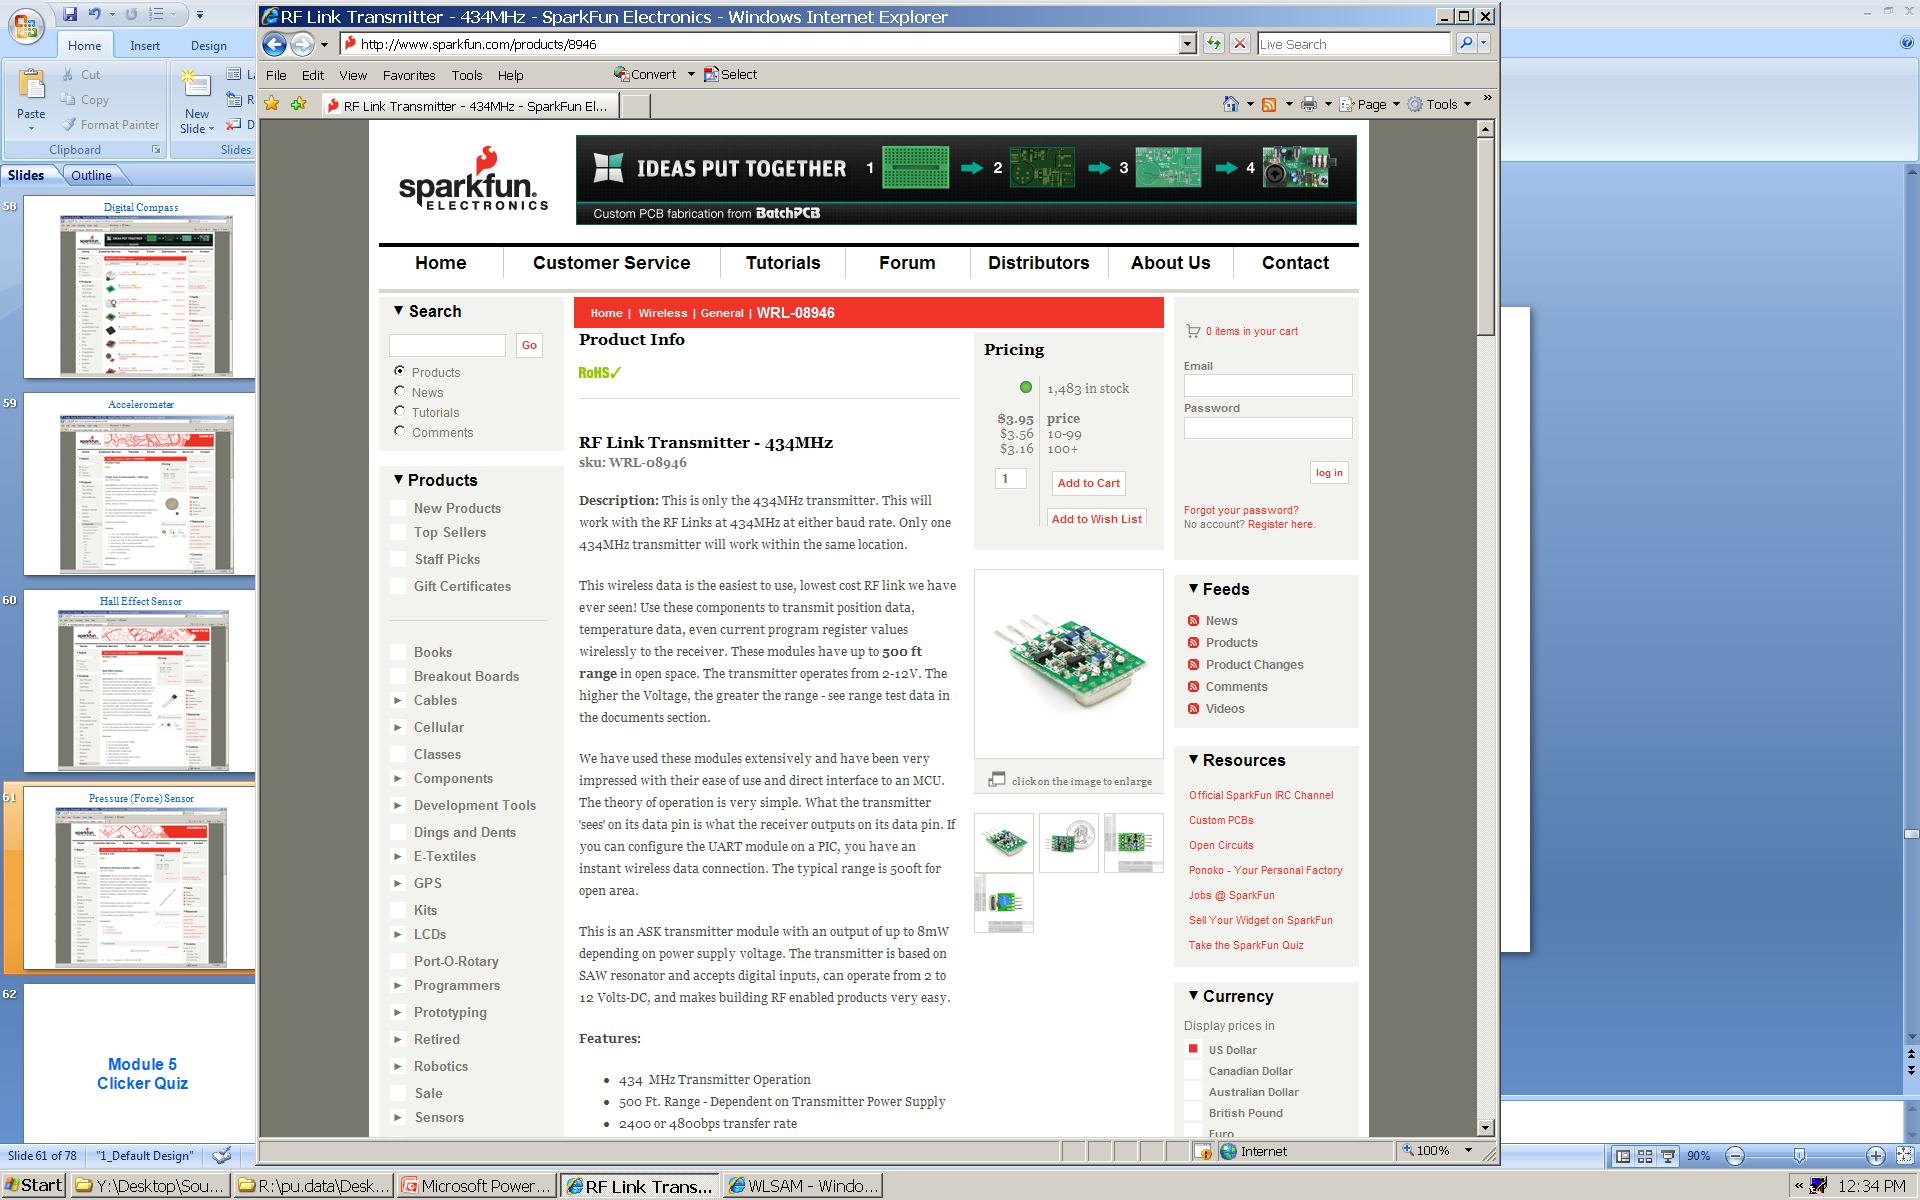 RF Link Transmitter - 434MHz - SparkFun Electronics - Windows Internet Explorer
http://www.sparkfun.com/products/8946
Live Search
File Edit View Favorites Tools Help Convert Select
RF Link Transmitter - 434MHz - SparkFun El...
Page Tools »
Home Insert Design
Paste
Cut
Copy
Format Painter
Clipboard
New
Slide
Slides
Slides Outline
58
Digital Compass
59
Accelerometer
60
Hall Effect Sensor
61
Pressure (Force) Sensor
62
Module 5
Clicker Quiz
sparkfun.
ELECTRONICS
IDEAS PUT TOGETHER 1 2 3 4
Custom PCB fabrication from BatchPCB
Home Customer Service Tutorials Forum Distributors About Us Contact
Search
Go
Products
News
Tutorials
Comments
Products
New Products
Top Sellers
Staff Picks
Gift Certificates
Books
Breakout Boards
Cables
Cellular
Classes
Components
Development Tools
Dings and Dents
E-Textiles
GPS
Kits
LCDs
Port-O-Rotary
Programmers
Prototyping
Retired
Robotics
Sale
Sensors
Home | Wireless | General | WRL-08946
Product Info
RoHS✓
RF Link Transmitter - 434MHz
sku: WRL-08946
Description: This is only the 434MHz transmitter. This will
work with the RF Links at 434MHz at either baud rate. Only one
434MHz transmitter will work within the same location.
This wireless data is the easiest to use, lowest cost RF link we have
ever seen! Use these components to transmit position data,
temperature data, even current program register values
wirelessly to the receiver. These modules have up to 500 ft
range in open space. The transmitter operates from 2-12V. The
higher the Voltage, the greater the range - see range test data in
the documents section.
We have used these modules extensively and have been very
impressed with their ease of use and direct interface to an MCU.
The theory of operation is very simple. What the transmitter
'sees' on its data pin is what the receiver outputs on its data pin. If
you can configure the UART module on a PIC, you have an
instant wireless data connection. The typical range is 500ft for
open area.
This is an ASK transmitter module with an output of up to 8mW
depending on power supply voltage. The transmitter is based on
SAW resonator and accepts digital inputs, can operate from 2 to
12 Volts-DC, and makes building RF enabled products very easy.
Features:
• 434 MHz Transmitter Operation
• 500 Ft. Range - Dependent on Transmitter Power Supply
• 2400 or 4800bps transfer rate
Pricing
1,483 in stock
$3.95 price
$3.56 10-99
$3.16 100+
1 Add to Cart
Add to Wish List
click on the image to enlarge
0 items in your cart
Email
Password
log in
Forgot your password?
No account? Register here.
Feeds
News
Products
Product Changes
Comments
Videos
Resources
Official SparkFun IRC Channel
Custom PCBs
Open Circuits
Ponoko - Your Personal Factory
Jobs @ SparkFun
Sell Your Widget on SparkFun
Take the SparkFun Quiz
Currency
Display prices in
US Dollar
Canadian Dollar
Australian Dollar
British Pound
Euro
Internet 100%
Slide 61 of 78 "1_Default Design" 90%
Start Y:\Desktop\Sou... R:\pu.data\Desk... Microsoft Power... RF Link Trans... WLSAM - Windo... « 12:34 PM